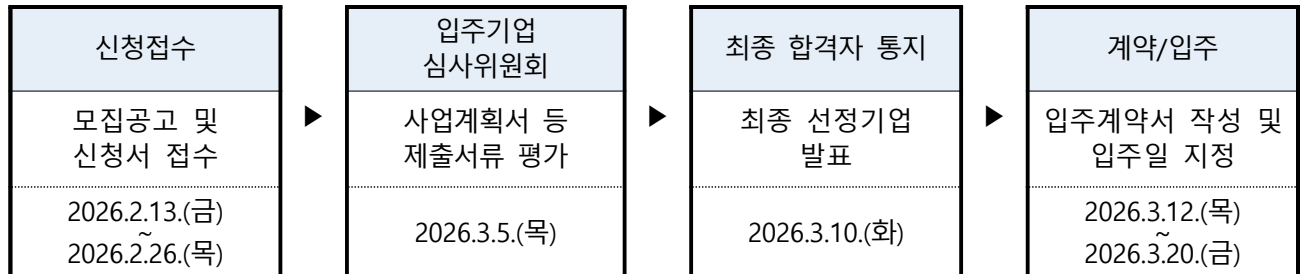 신청접수
모집공고 및
신청서 접수
2026.2.13.(금)
~
2026.2.26.(목)
▶
입주기업
심사위원회
사업계획서 등
제출서류 평가
2026.3.5.(목)
▶
최종 합격자 통지
최종 선정기업
발표
2026.3.10.(화)
▶
계약/입주
입주계약서 작성 및
입주일 지정
2026.3.12.(목)
~
2026.3.20.(금)